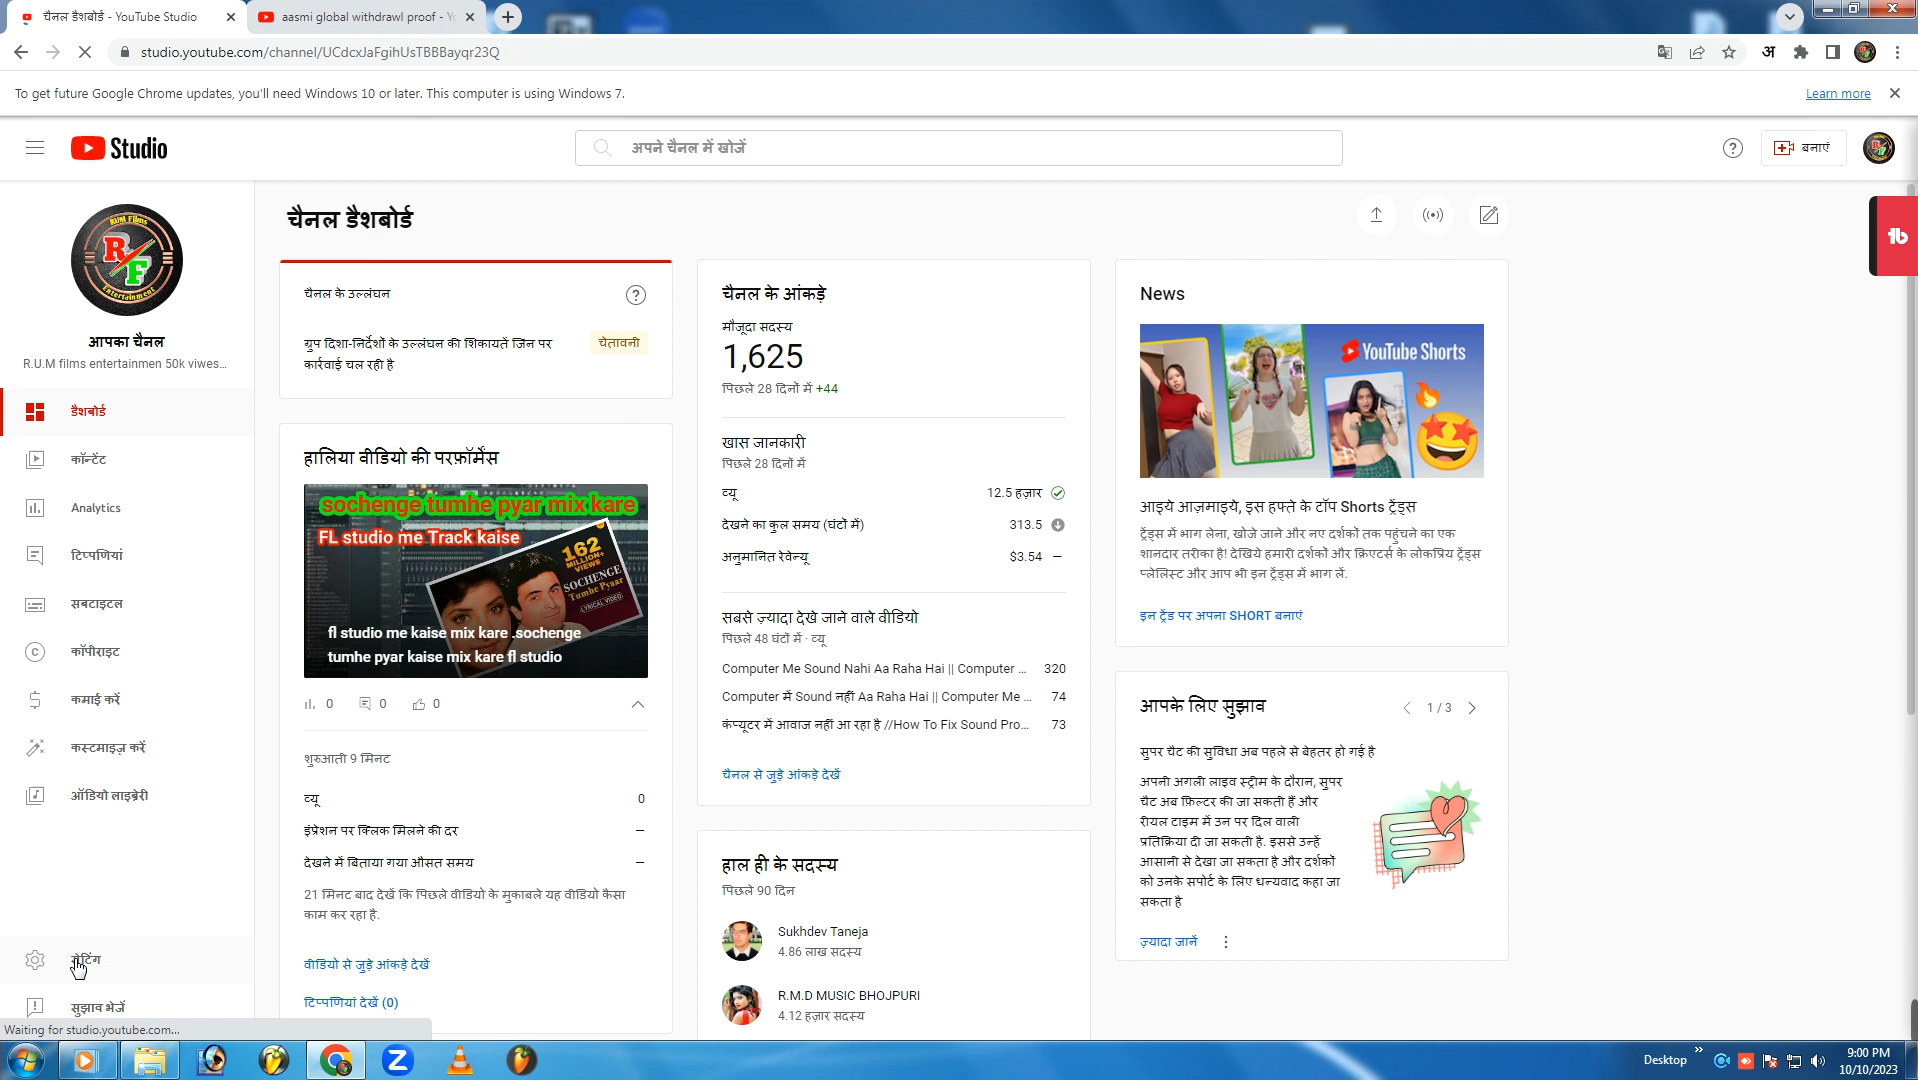 चैनल डैशबोर्ड - YouTube Studio
aasmi global withdrawl proof - Yo
studio.youtube.com/channel/UCdcxJaFgihUsTBBBayqr23Q
अ
To get future Google Chrome updates, you'll need Windows 10 or later. This computer is using Windows 7.
Learn more
Studio
अपने चैनल में खोजें
बनाएं
RUM Films
RF
Entertainment
आपका चैनल
R.U.M films entertainmen 50k viwes...
डैशबोर्ड
कॉन्टेंट
Analytics
टिप्पणियां
सबटाइटल
कॉपीराइट
कमाई करें
कस्टमाइज़ करें
ऑडियो लाइब्रेरी
सेटिंग
सुझाव भेजें
Waiting for studio.youtube.com...
चैनल डैशबोर्ड
चैनल के उल्लंघन
ग्रुप दिशा-निर्देशों के उल्लंघन की शिकायतें जिन पर
कार्रवाई चल रही है
चेतावनी
हालिया वीडियो की परफ़ॉर्मेंस
sochenge tumhe pyar mix kare
FL studio me Track kaise
162
MILLION+
VIEWS
SOCHENGE
Tumhe Pyaar
LYRICAL VIDEO
fl studio me kaise mix kare .sochenge
tumhe pyar kaise mix kare fl studio
0 0 0
शुरुआती 9 मिनट
व्यू 0
इंप्रेशन पर क्लिक मिलने की दर –
देखने में बिताया गया औसत समय –
21 मिनट बाद देखें कि पिछले वीडियो के मुकाबले यह वीडियो कैसा
काम कर रहा है.
वीडियो से जुड़े आंकड़े देखें
टिप्पणियां देखें (0)
चैनल के आंकड़े
मौजूदा सदस्य
1,625
पिछले 28 दिनों में +44
खास जानकारी
पिछले 28 दिनों में
व्यू 12.5 हज़ार
देखने का कुल समय (घंटों में) 313.5
अनुमानित रेवेन्यू $3.54 –
सबसे ज़्यादा देखे जाने वाले वीडियो
पिछले 48 घंटों में · व्यू
Computer Me Sound Nahi Aa Raha Hai || Computer ... 320
Computer में Sound नहीं Aa Raha Hai || Computer Me ... 74
कंप्यूटर में आवाज नहीं आ रहा है //How To Fix Sound Pro... 73
चैनल से जुड़े आंकड़े देखें
हाल ही के सदस्य
पिछले 90 दिन
Sukhdev Taneja
4.86 लाख सदस्य
R.M.D MUSIC BHOJPURI
4.12 हज़ार सदस्य
News
YouTube Shorts
आइये आज़माइये, इस हफ्ते के टॉप Shorts ट्रेंड्स
ट्रेंड्स में भाग लेना, खोजे जाने और नए दर्शकों तक पहुंचने का एक
शानदार तरीका है! देखिये हमारी दर्शकों और क्रिएटर्स के लोकप्रिय ट्रेंड्स
प्लेलिस्ट और आप भी इन ट्रेंड्स में भाग लें.
इन ट्रेंड पर अपना SHORT बनाएं
आपके लिए सुझाव
1 / 3
सुपर चैट की सुविधा अब पहले से बेहतर हो गई है
अपनी अगली लाइव स्ट्रीम के दौरान, सुपर
चैट अब फ़िल्टर की जा सकती हैं और
रीयल टाइम में उन पर दिल वाली
प्रतिक्रिया दी जा सकती है. इससे उन्हें
आसानी से देखा जा सकता है और दर्शकों
को उनके सपोर्ट के लिए धन्यवाद कहा जा
सकता है
ज़्यादा जानें
tb
Desktop
9:00 PM
10/10/2023